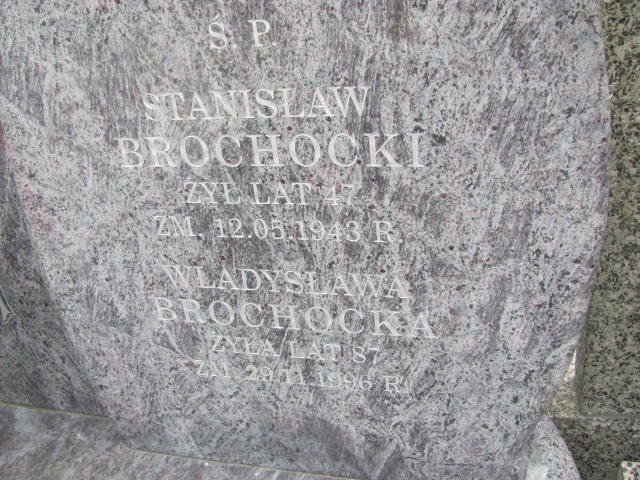 Ś. P.
STANISŁAW
BROCHOCKI
ŻYŁ LAT 47
ZM. 12.05.1943 R.
WŁADYSŁAWA
BROCHOCKA
ŻYŁA LAT 87
ZM. 29.11.1996 R.